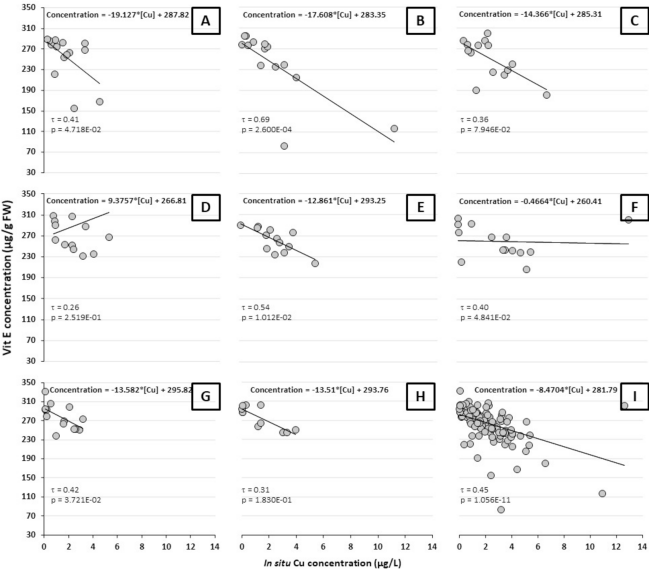 Concentration = -19.127*[Cu] + 287.82
A
τ = 0.41
p = 4.718E-02
Concentration = -17.608*[Cu] + 283.35
B
τ = 0.69
p = 2.600E-04
Concentration = -14.366*[Cu] + 285.31
C
τ = 0.36
p = 7.946E-02
350
310
270
230
190
150
110
70
30
Vit E concentration (µg/g FW)
Concentration = 9.3757*[Cu] + 266.81
D
τ = 0.26
p = 2.519E-01
Concentration = -12.861*[Cu] + 293.25
E
τ = 0.54
p = 1.012E-02
Concentration = -0.4664*[Cu] + 260.41
F
τ = 0.40
p = 4.841E-02
350
310
270
230
190
150
110
70
30
Concentration = -13.582*[Cu] + 295.82
G
τ = 0.42
p = 3.721E-02
Concentration = -13.51*[Cu] + 293.76
H
τ = 0.31
p = 1.830E-01
Concentration = -8.4704*[Cu] + 281.79
I
τ = 0.45
p = 1.056E-11
350
310
270
230
190
150
110
70
30
0 2 4 6 8 10 12 14
0 2 4 6 8 10 12 14
0 2 4 6 8 10 12 14
In situ Cu concentration (µg/L)